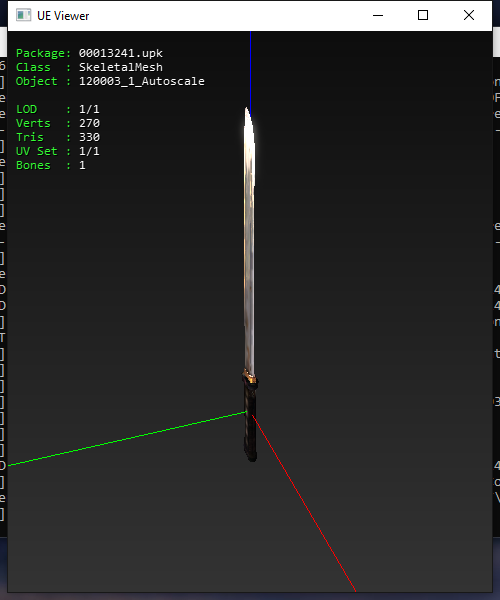 UE Viewer
Package: 00013241.upk
Class : SkeletalMesh
Object : 120003_1_Autoscale
LOD : 1/1
Verts : 270
Tris : 330
UV Set : 1/1
Bones : 1